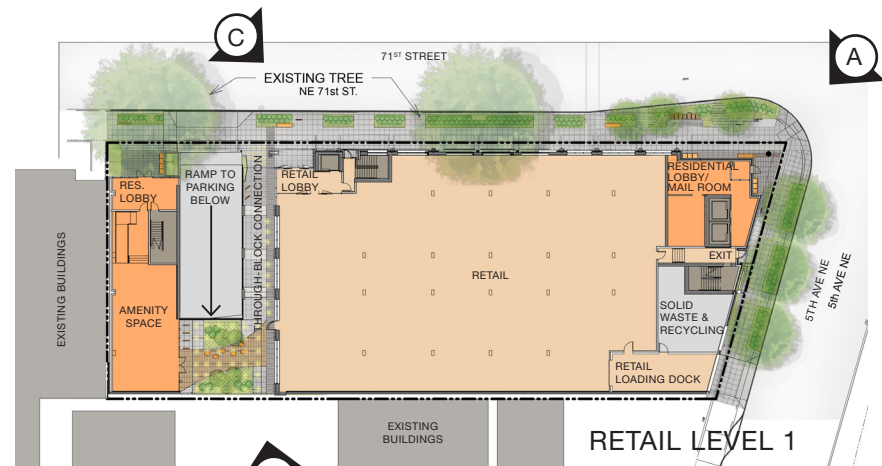 C
A
71ST STREET
EXISTING TREE
NE 71st ST.
RES.
LOBBY
RAMP TO
PARKING
BELOW
THROUGH-BLOCK CONNECTION
RETAIL
LOBBY
RESIDENTIAL
LOBBY/
MAIL ROOM
EXISTING BUILDINGS
AMENITY
SPACE
RETAIL
EXIT
5TH AVE NE
5th AVE NE
SOLID
WASTE &
RECYCLING
RETAIL
LOADING DOCK
EXISTING
BUILDINGS
RETAIL LEVEL 1